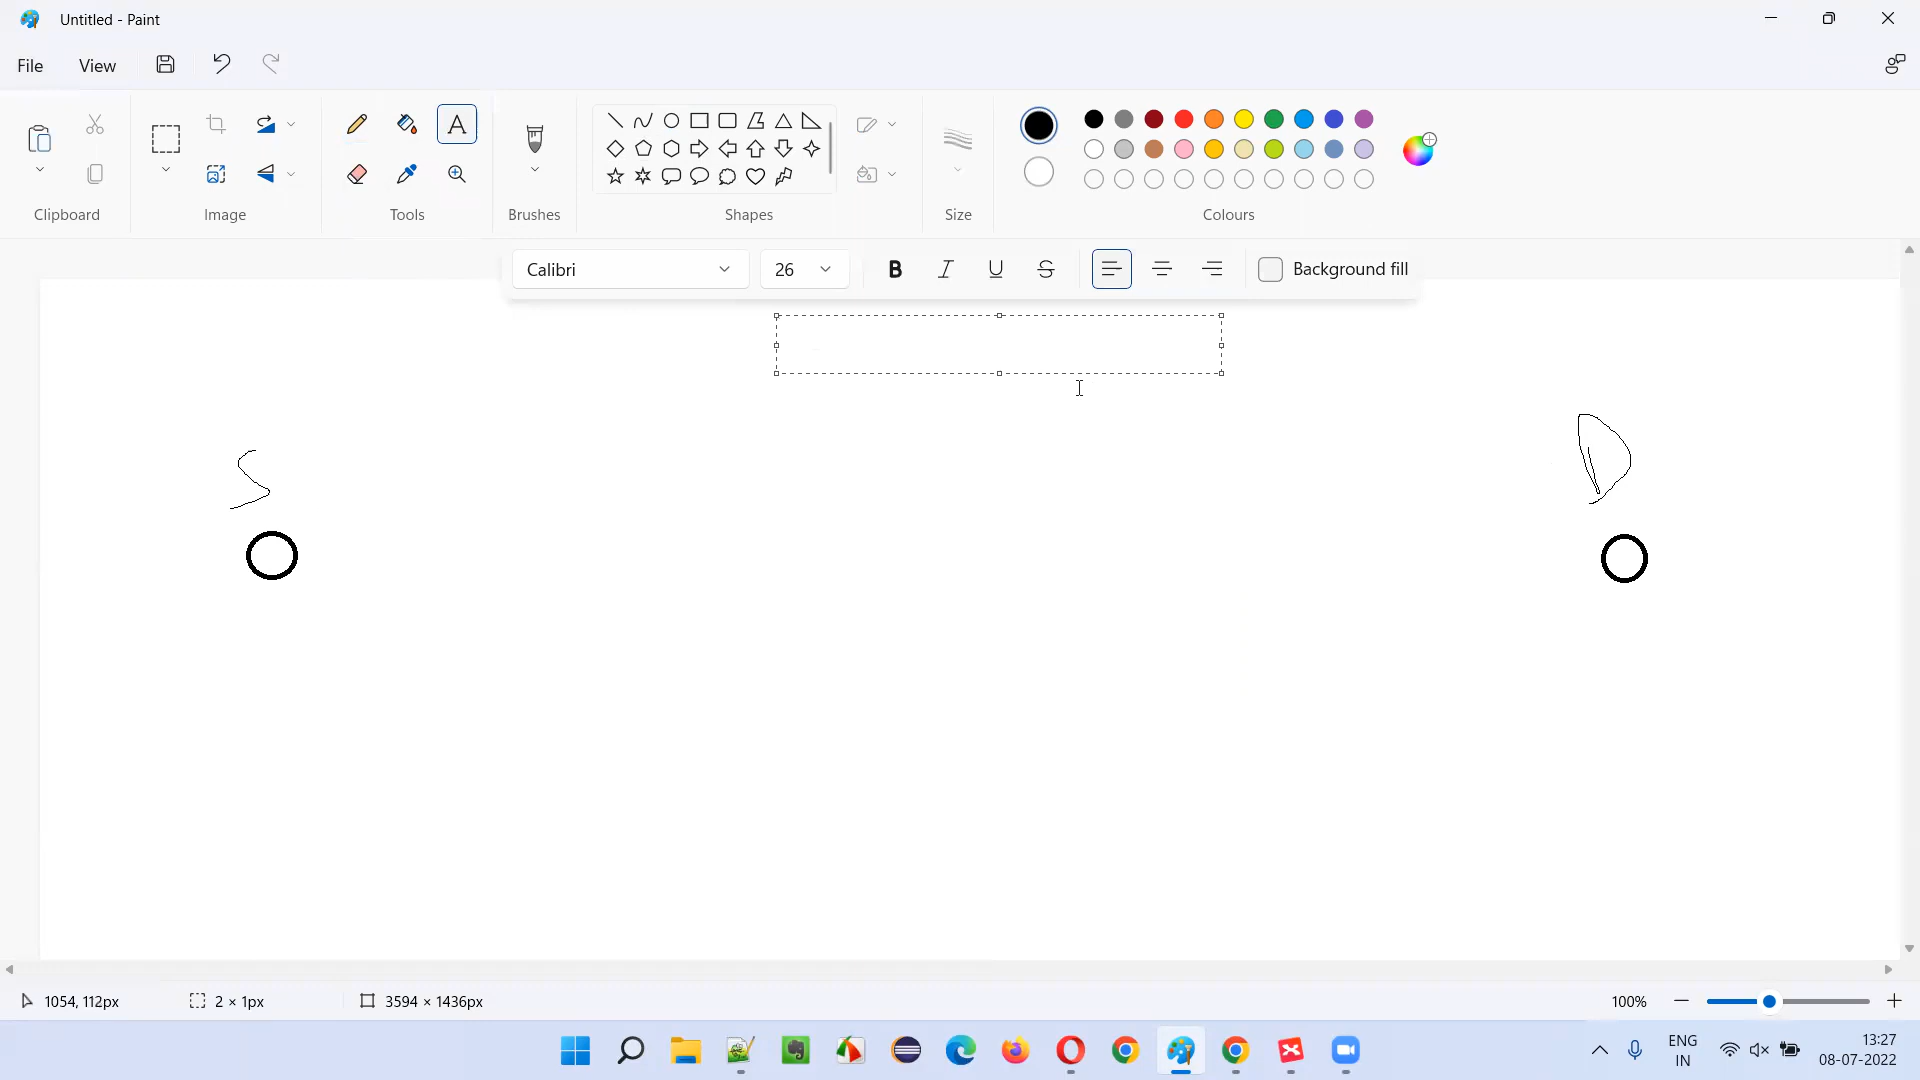 Untitled - Paint
File View
Clipboard Image Tools Brushes Shapes Size Colours
Calibri 26 B I U S Background fill
S
D
1054, 112px 2 × 1px 3594 × 1436px 100%
ENG
IN
13:27
08-07-2022